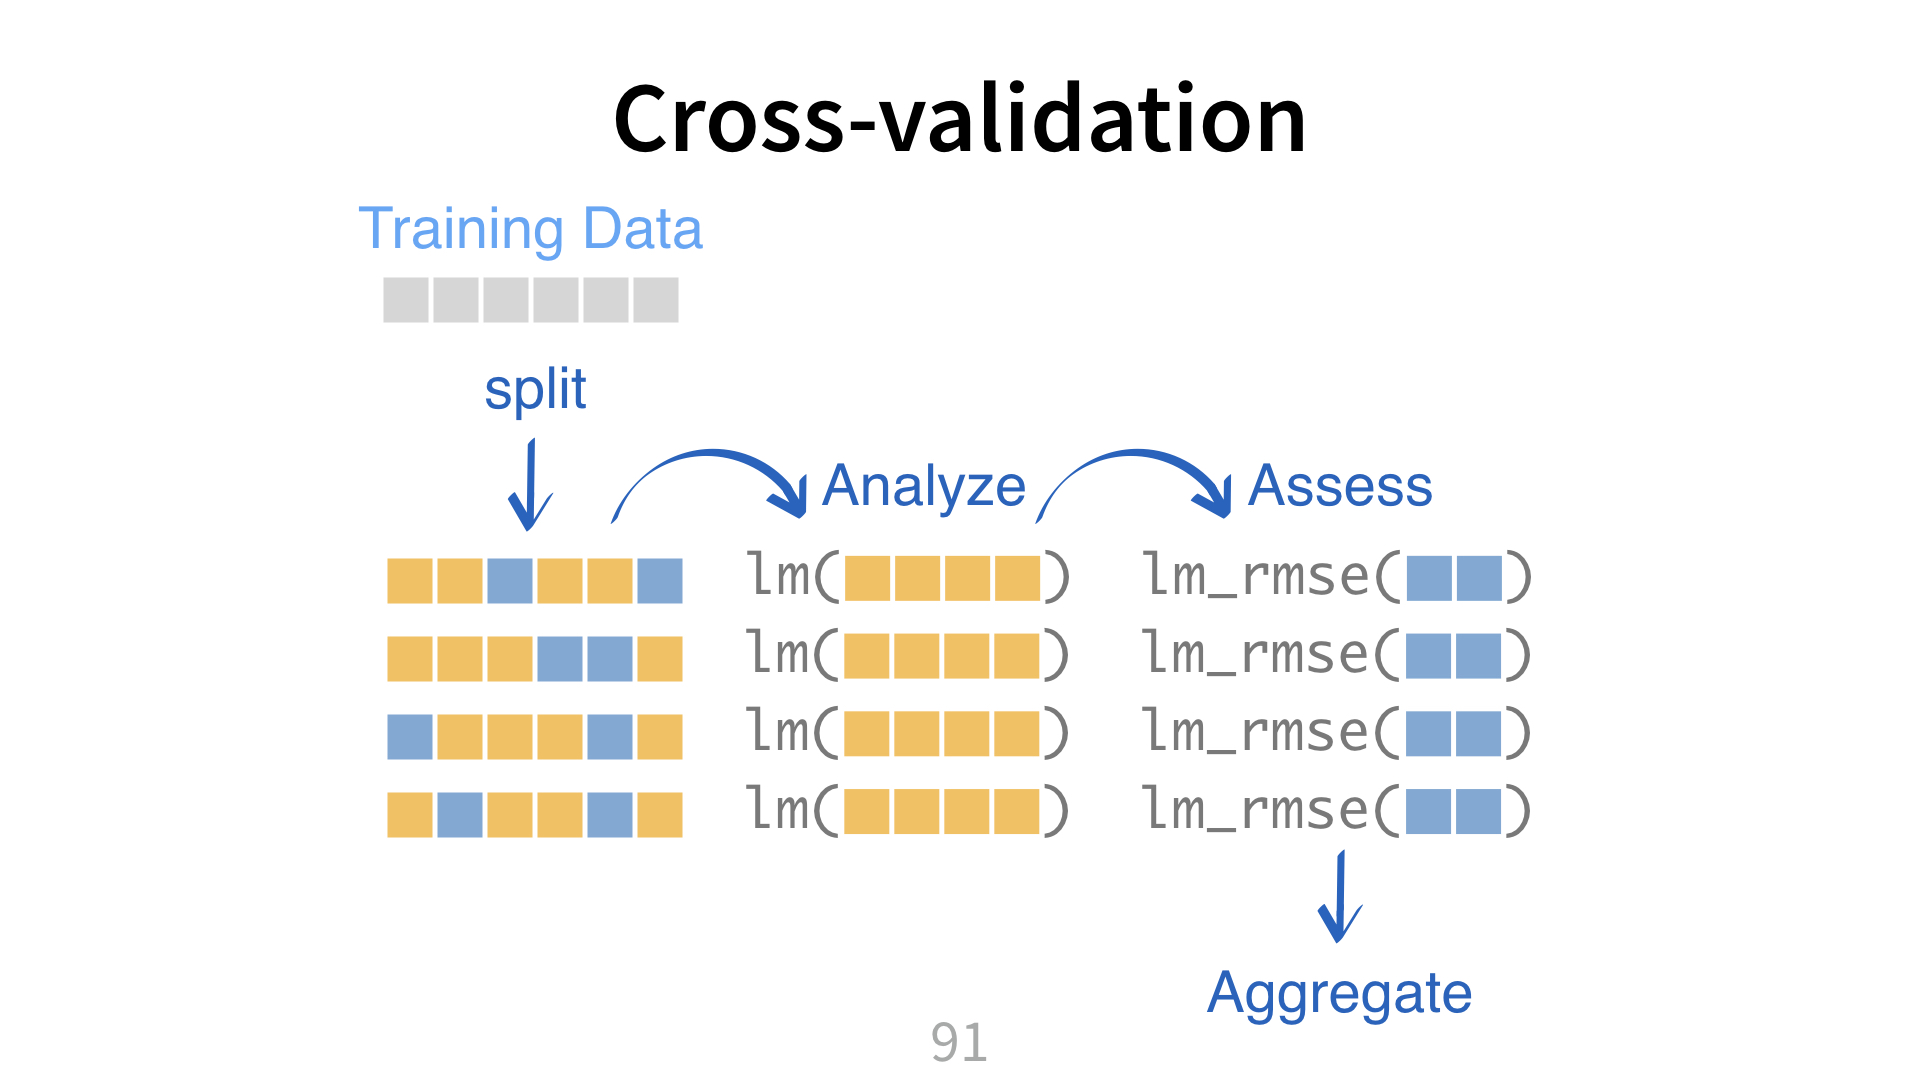 Cross-validation
Training Data
split
Analyze
Assess
lm( )
lm_rmse( )
lm( )
lm_rmse( )
lm( )
lm_rmse( )
lm( )
lm_rmse( )
Aggregate
91